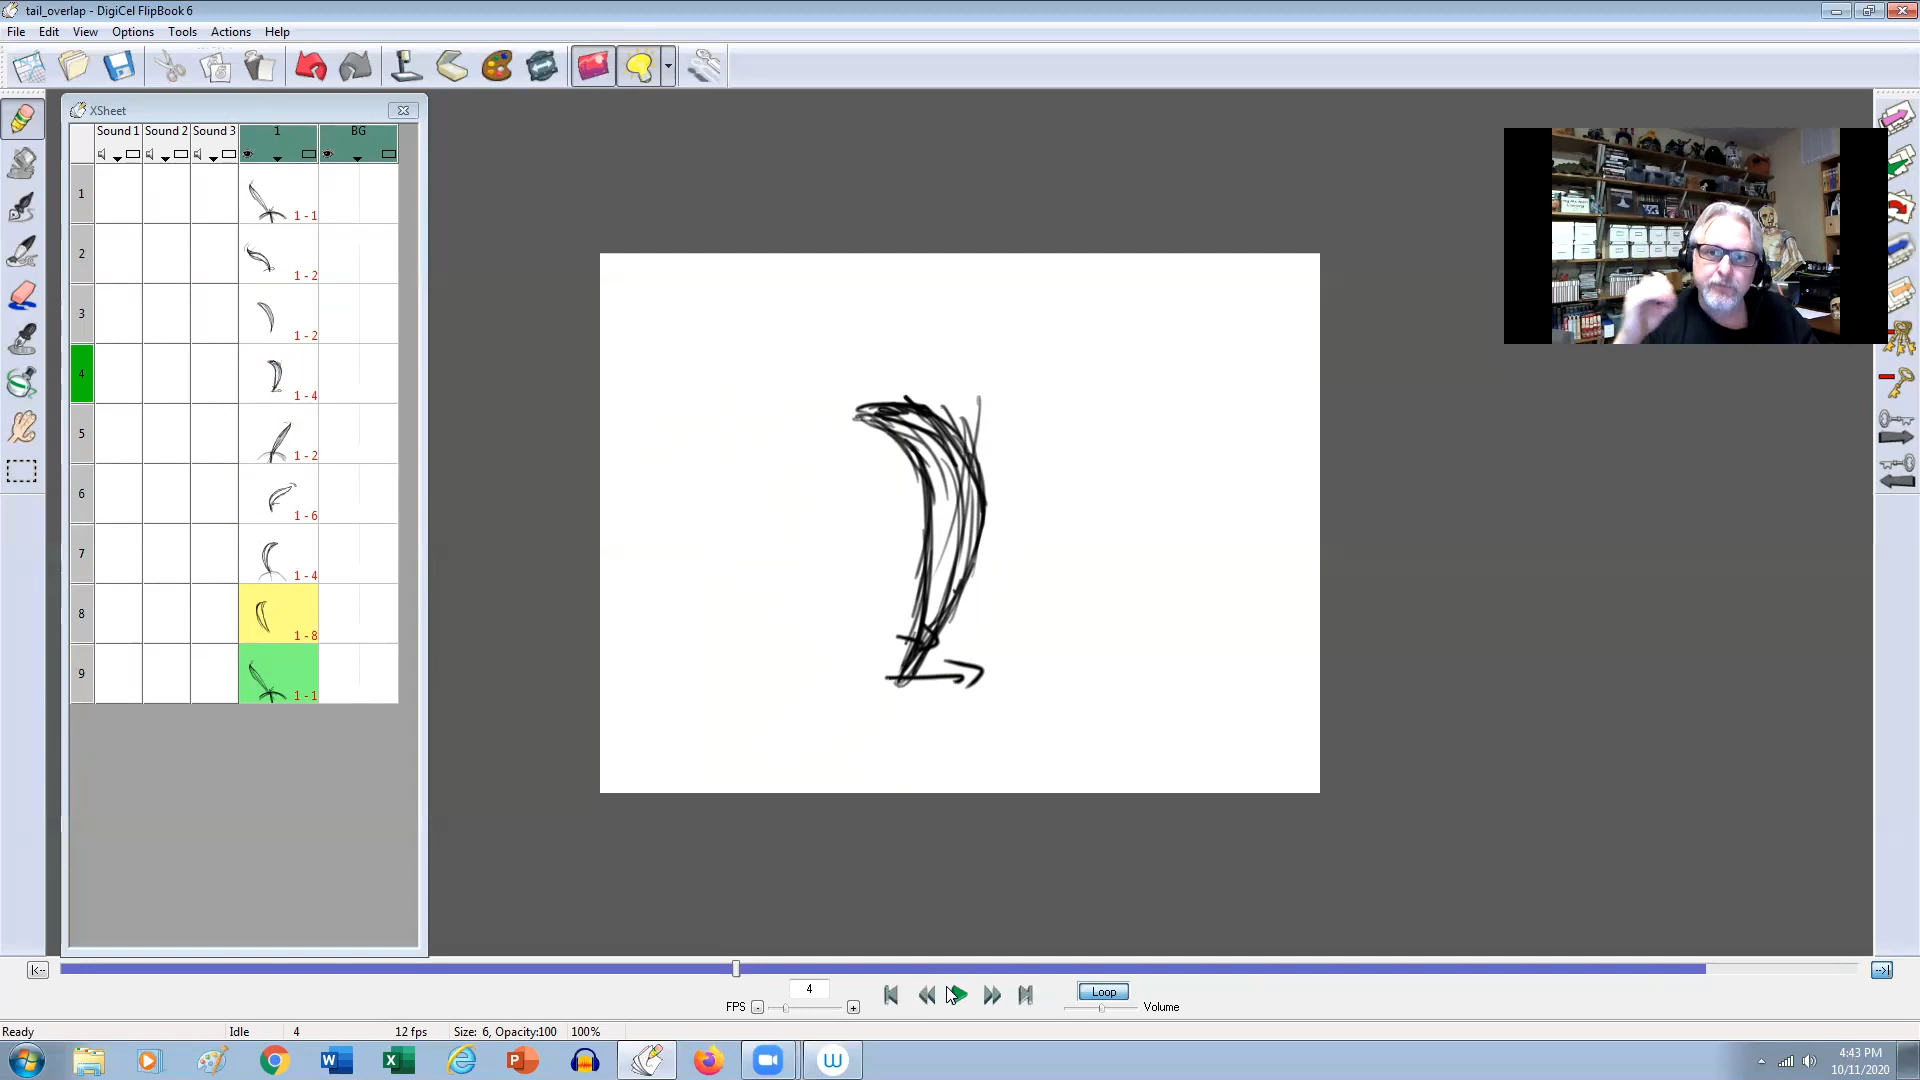 tail_overlap - DigiCel FlipBook 6
File Edit View Options Tools Actions Help
XSheet
Sound 1 Sound 2 Sound 3 1 BG
1 1 - 1
2 1 - 2
3 1 - 2
4 1 - 4
5 1 - 2
6 1 - 6
7 1 - 4
8 1 - 8
9 1 - 1
4
FPS - +
Loop
Volume
Ready Idle 4 12 fps Size: 6, Opacity:100 100%
4:43 PM
10/11/2020